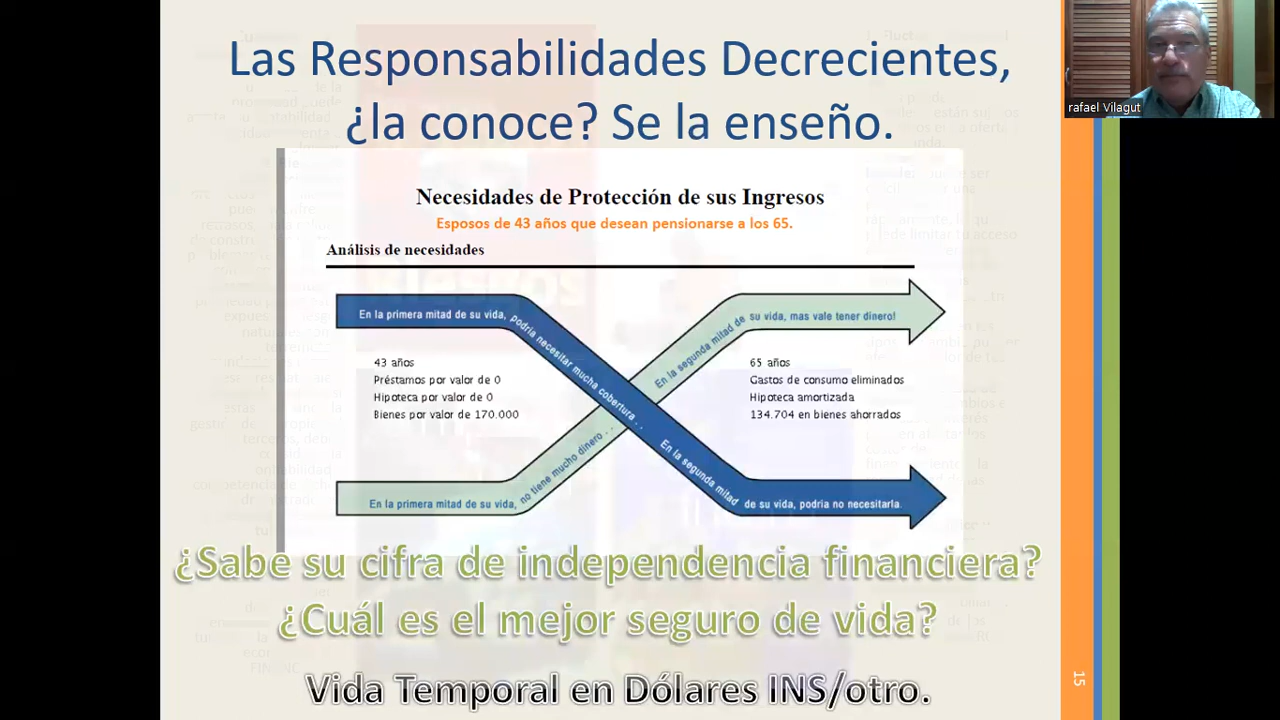 Las Responsabilidades Decrecientes,
¿la conoce? Se la enseño.
rafael Vilagut
Necesidades de Protección de sus Ingresos
Esposos de 43 años que desean pensionarse a los 65.
Análisis de necesidades
En la primera mitad de su vida, podria necesitar mucha cobertura . . .
En la segunda mitad de su vida, mas vale tener dinero!
43 años
Préstamos por valor de 0
Hipoteca por valor de 0
Bienes por valor de 170.000
65 años
Gastos de consumo eliminados
Hipoteca amortizada
134.704 en bienes ahorrados
En la primera mitad de su vida, no tiene mucho dinero . . .
En la segunda mitad de su vida, podria no necesitarla.
¿Sabe su cifra de independencia financiera?
¿Cuál es el mejor seguro de vida?
Vida Temporal en Dólares INS/otro.
15